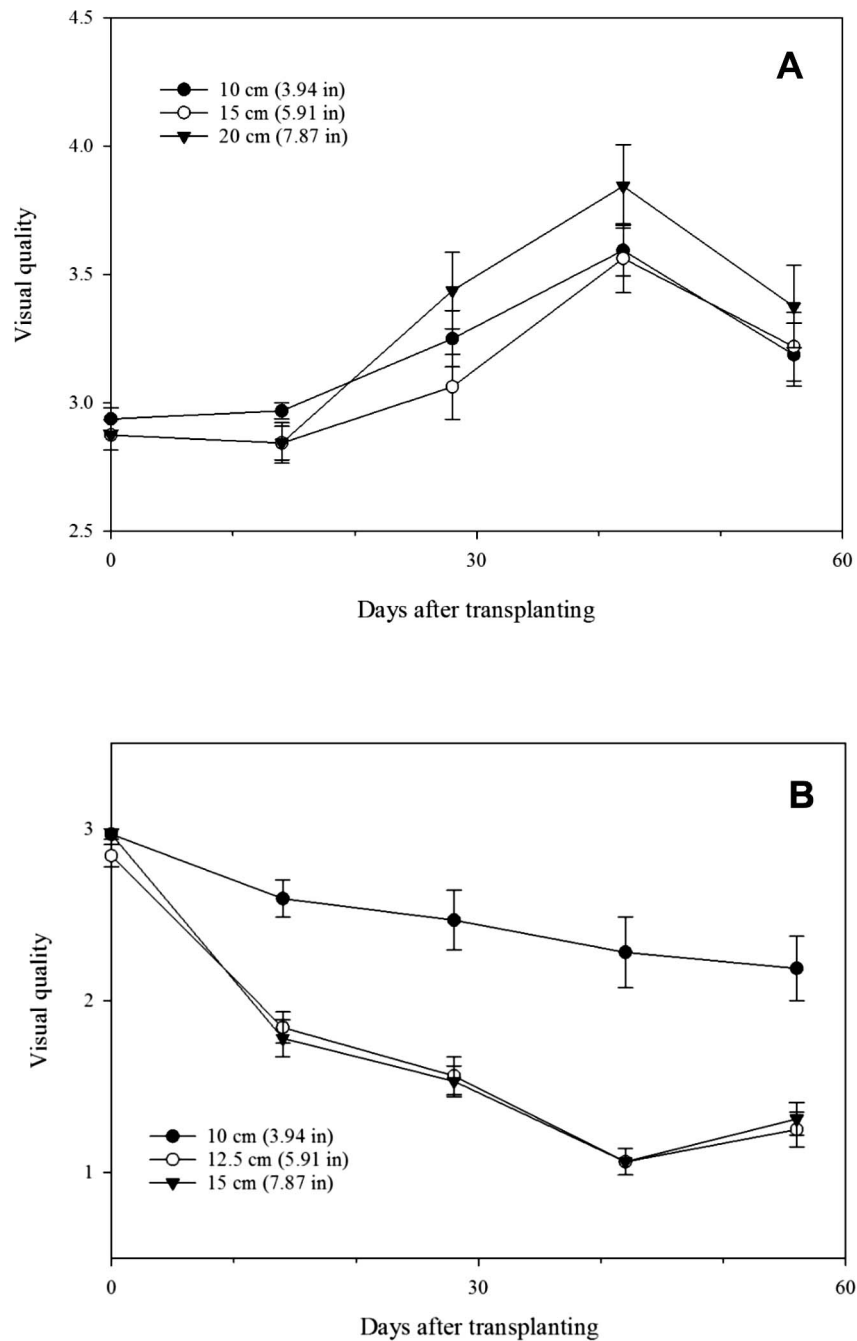 4.5
A
10 cm (3.94 in)
15 cm (5.91 in)
20 cm (7.87 in)
4.0
Visual quality
3.5
3.0
2.5
0
30
60
Days after transplanting
B
3
Visual quality
2
10 cm (3.94 in)
12.5 cm (5.91 in)
15 cm (7.87 in)
1
0
30
60
Days after transplanting